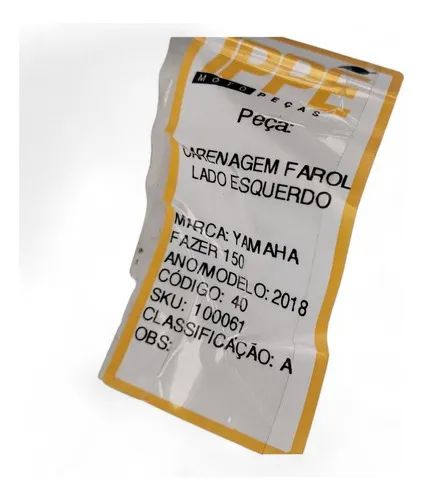 IPPE
MOTO PEÇAS
Peça:
CARENAGEM FAROL
LADO ESQUERDO
MARCA: YAMAHA
FAZER 150
ANO/MODELO: 2018
CÓDIGO: 40
SKU: 100061
CLASSIFICAÇÃO: A
OBS: